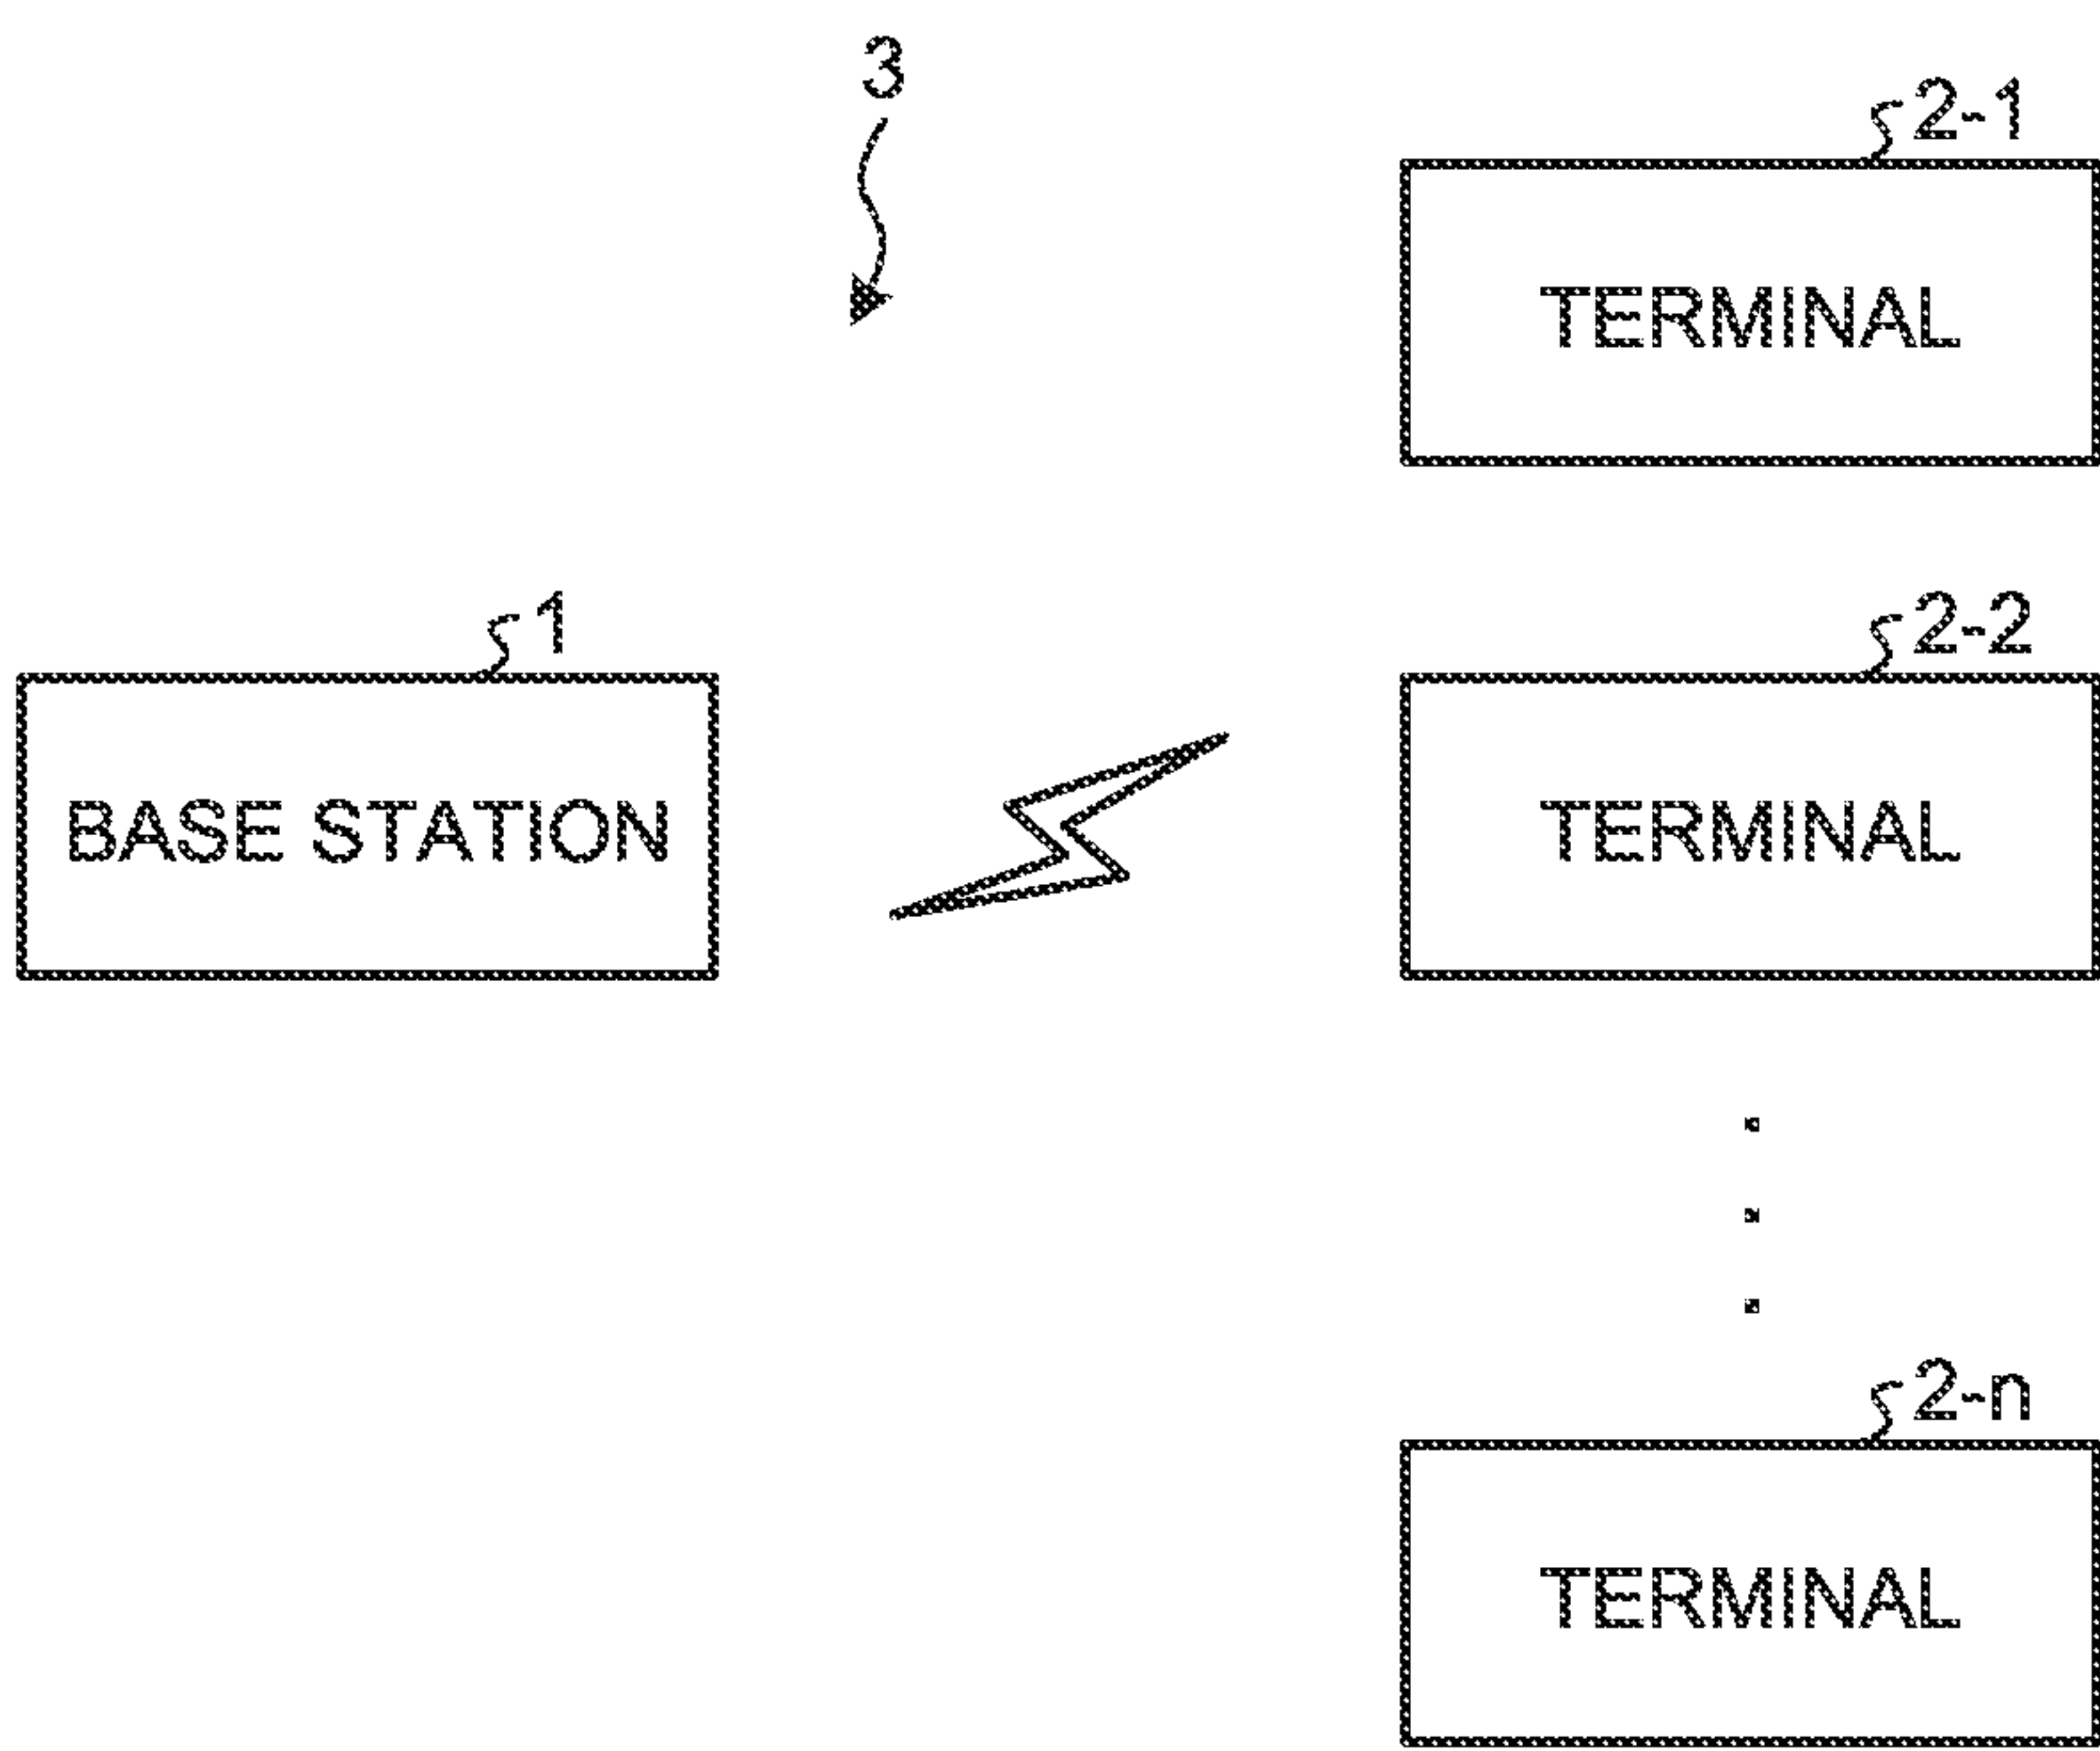 3
2-1
TERMINAL
1
BASE STATION
2-2
TERMINAL
2-n
TERMINAL